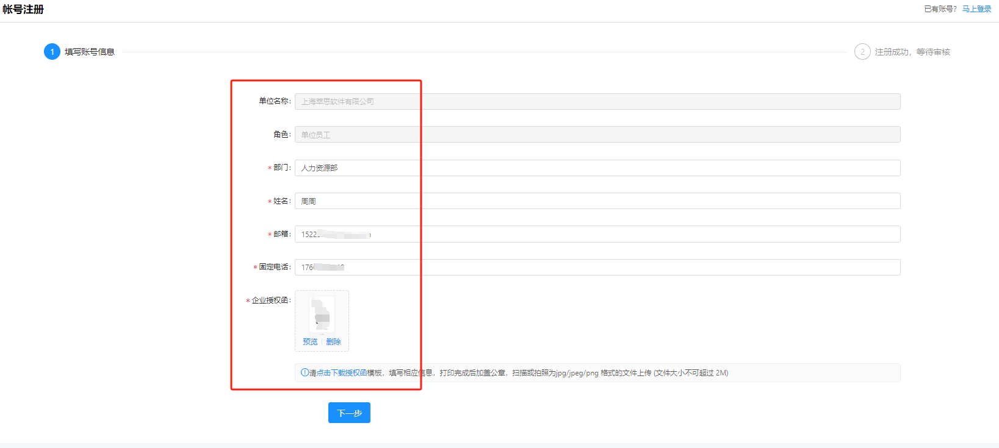 帐号注册
已有账号? 马上登录
1 填写账号信息
2 注册成功，等待审核
单位名称: 上海萃思软件有限公司
角色: 单位员工
* 部门: 人力资源部
* 姓名: 周周
* 邮箱: 1522
* 固定电话: 176
* 企业授权函:
预览 | 删除
请点击下载授权函模板，填写相应信息，打印完成后加盖公章，扫描或拍照为jpg/jpeg/png 格式的文件上传 (文件大小不可超过 2M)
下一步